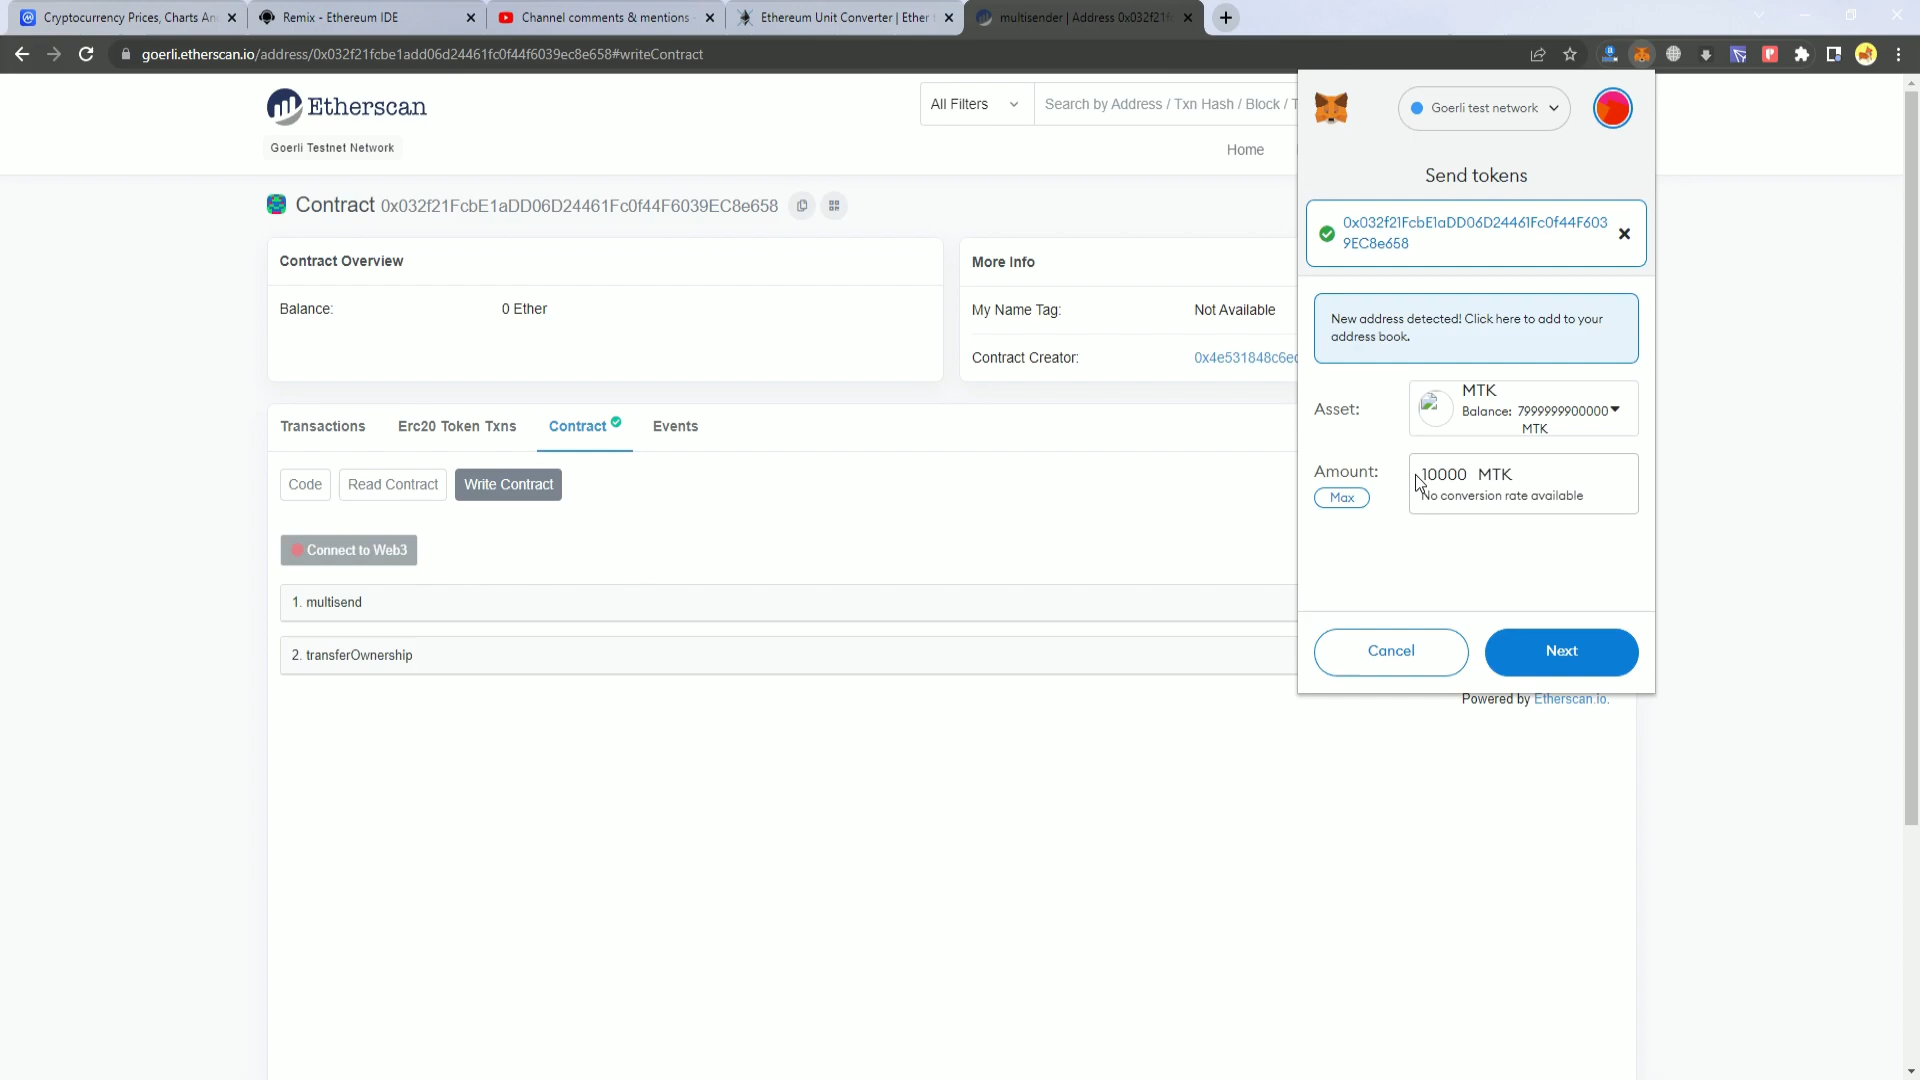 Cryptocurrency Prices, Charts An
Remix - Ethereum IDE
Channel comments & mentions
Ethereum Unit Converter | Ether
multisender | Address 0x032f21f
goerli.etherscan.io/address/0x032f21fcbe1add06d24461fc0f44f6039ec8e658#writeContract
Etherscan
Goerli Testnet Network
All Filters
Search by Address / Txn Hash / Block / T
Home
Contract 0x032f21FcbE1aDD06D24461Fc0f44F6039EC8e658
Contract Overview
Balance: 0 Ether
More Info
My Name Tag: Not Available
Contract Creator: 0x4e531848c6ec
Transactions
Erc20 Token Txns
Contract
Events
Code
Read Contract
Write Contract
Connect to Web3
1. multisend
2. transferOwnership
Powered by Etherscan.io.
Goerli test network
Send tokens
0x032f21FcbE1aDD06D24461Fc0f44F603
9EC8e658
New address detected! Click here to add to your
address book.
Asset:
MTK
Balance: 7999999900000
MTK
Amount:
Max
10000 MTK
No conversion rate available
Cancel
Next